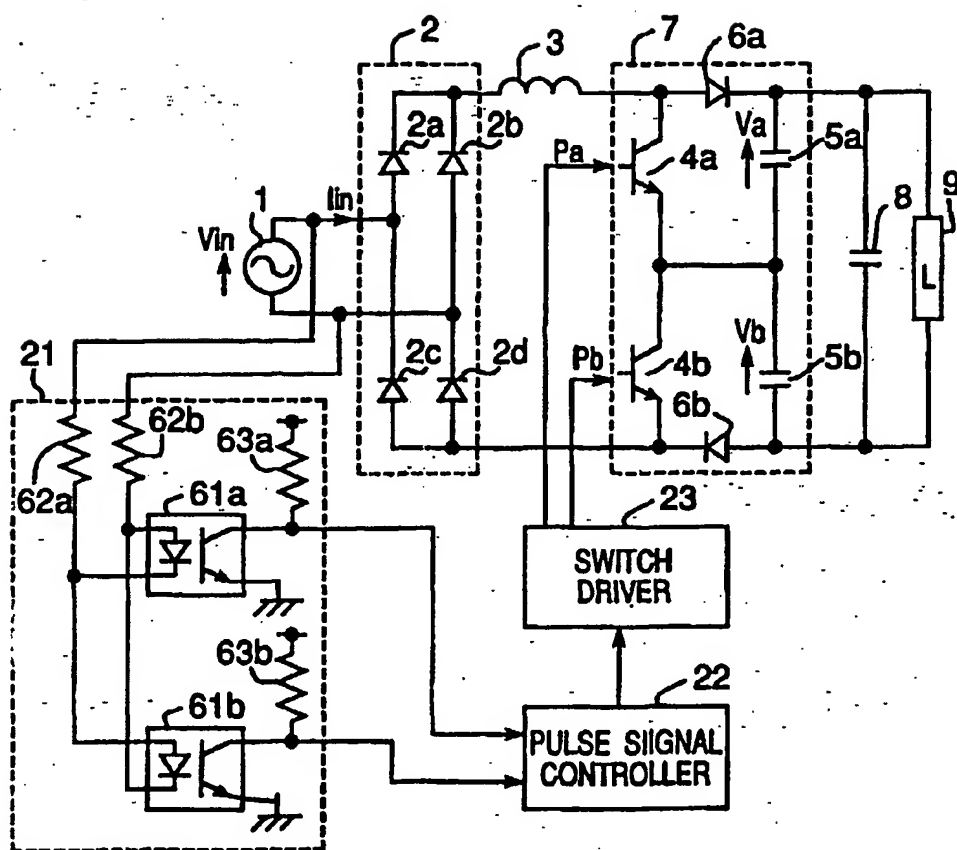 2
3
7
6a
2a
2b
Va
5a
Pa
4a
1
Iin
8
9
Vin
L
Vb
2c
2d
Pb
4b
5b
21
6b
62b
63a
62a
61a
23
SWITCH
DRIVER
63b
22
61b
PULSE SIIGNAL
CONTROLLER